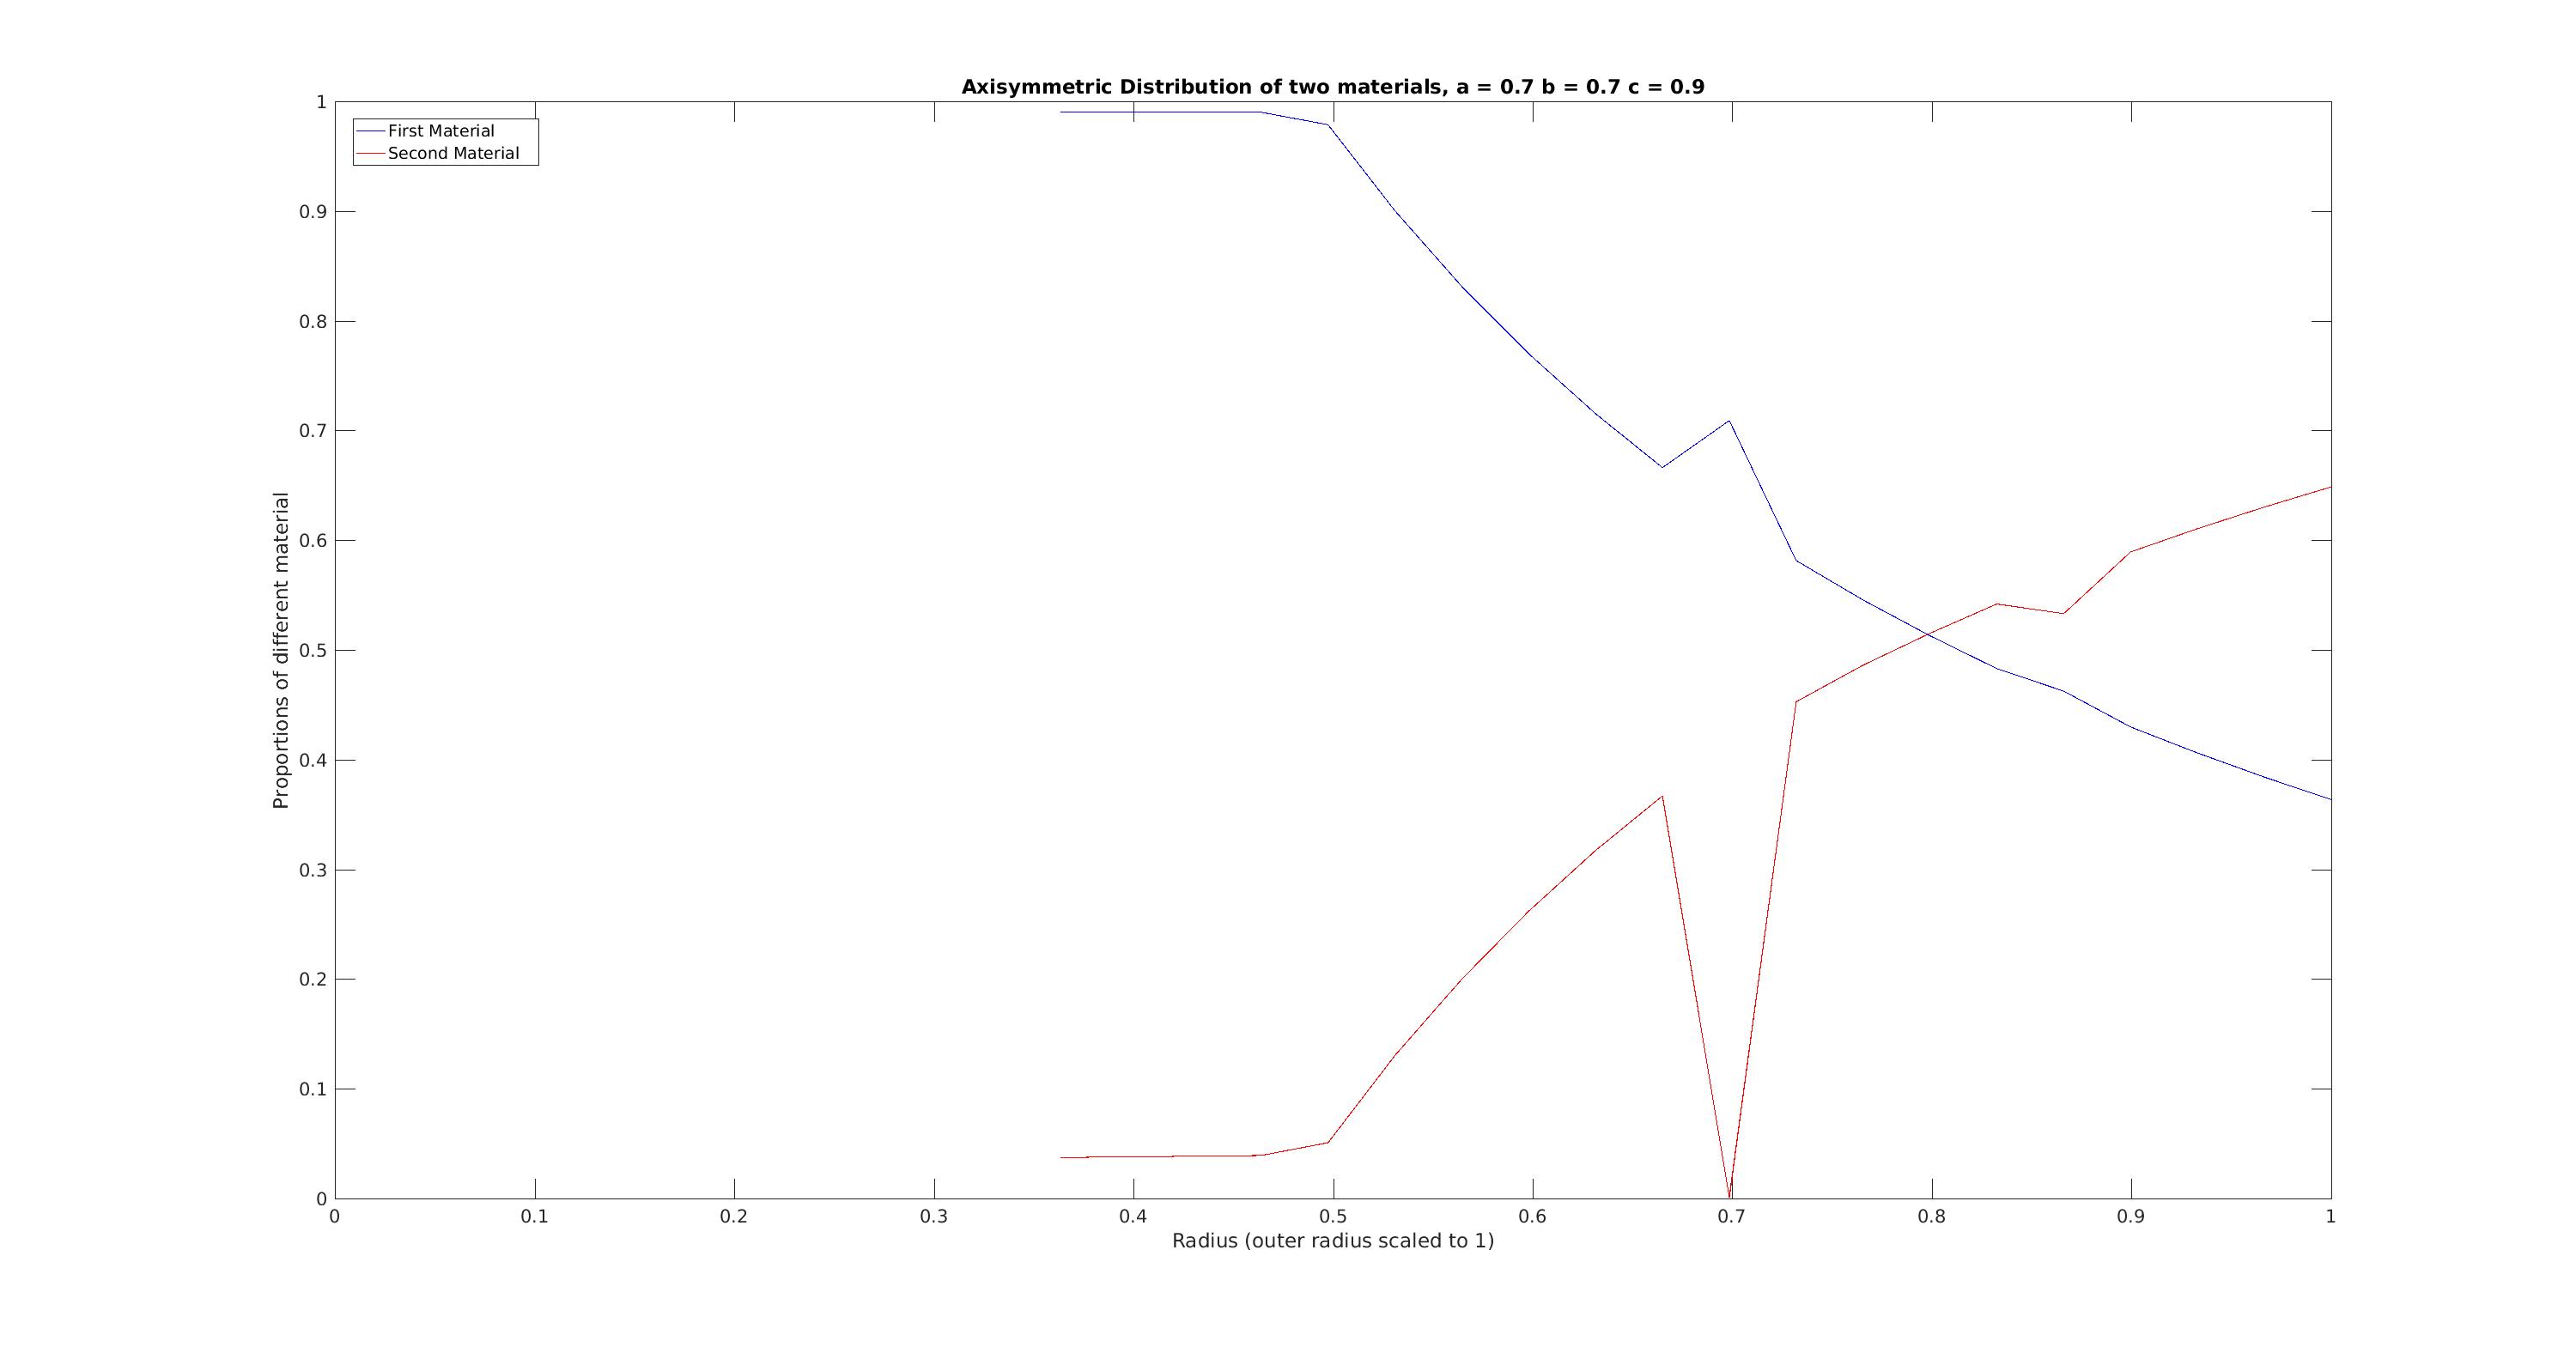 Axisymmetric Distribution of two materials, a = 0.7 b = 0.7 c = 0.9
First Material
Second Material
Proportions of different material
1
0.9
0.8
0.7
0.6
0.5
0.4
0.3
0.2
0.1
0
0 0.1 0.2 0.3 0.4 0.5 0.6 0.7 0.8 0.9 1
Radius (outer radius scaled to 1)